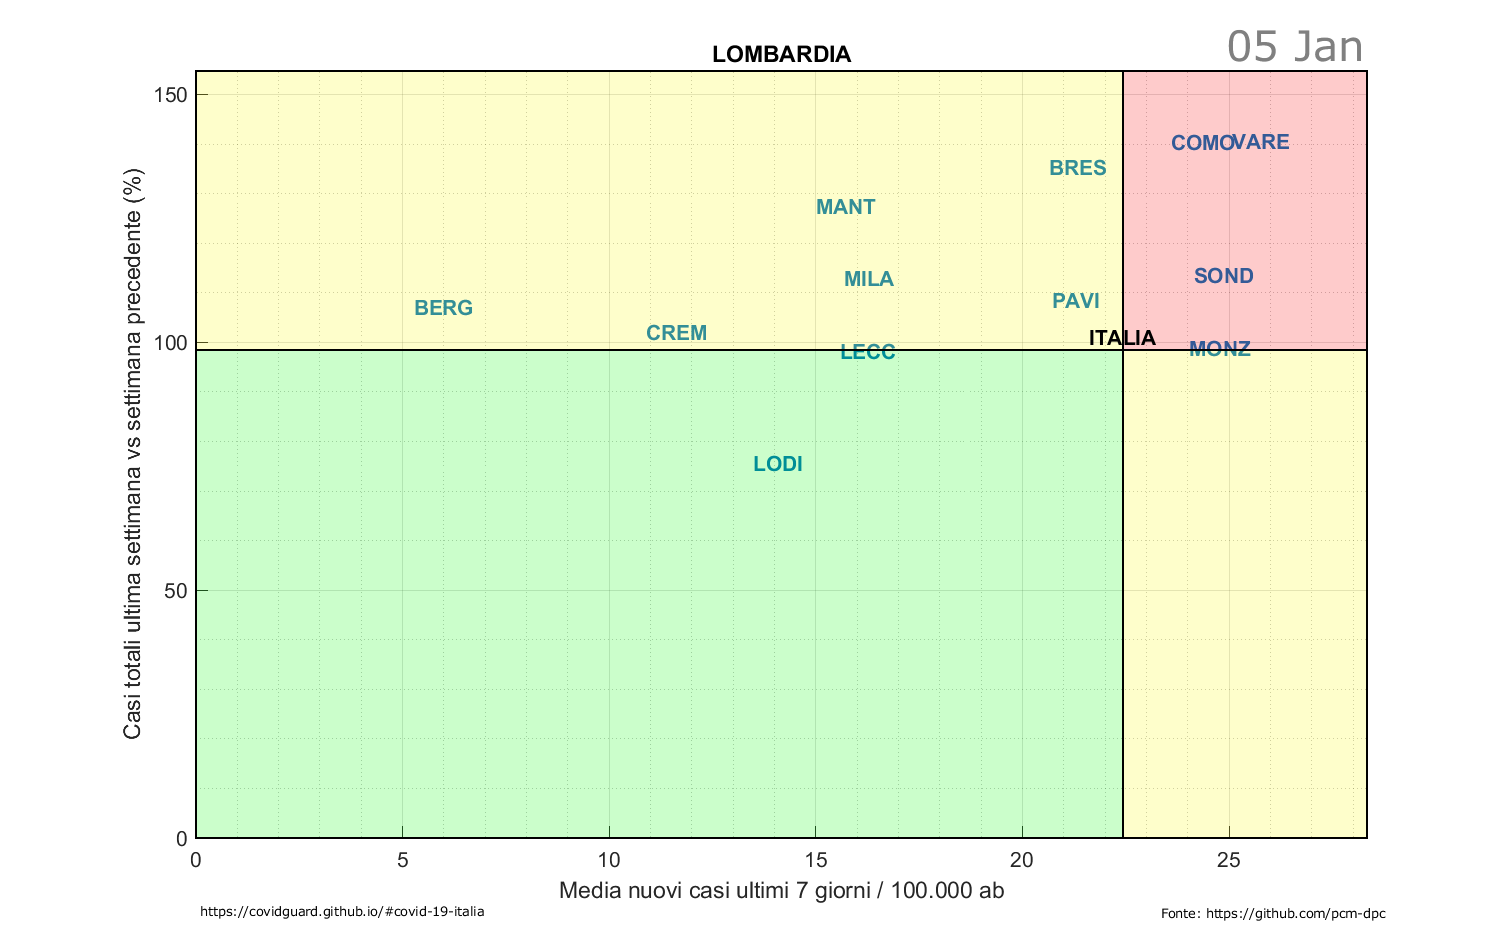 LOMBARDIA
05 Jan
Casi totali ultima settimana vs settimana precedente (%)
150
100
50
0
COMO
VARE
BRES
MANT
MILA
SOND
BERG
PAVI
CREM
ITALIA
LECC
MONZ
LODI
0 5 10 15 20 25
Media nuovi casi ultimi 7 giorni / 100.000 ab
https://covidguard.github.io/#covid-19-italia
Fonte: https://github.com/pcm-dpc